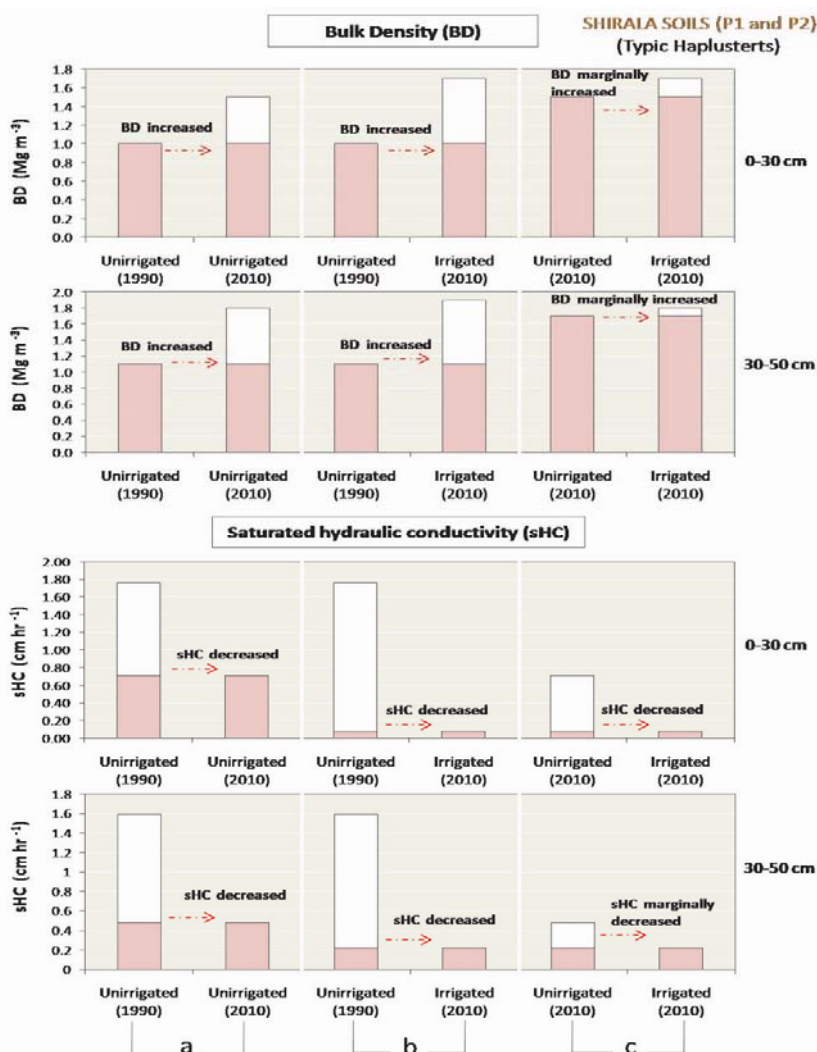 Bulk Density (BD)
SHIRALA SOILS (P1 and P2)
(Typic Haplusterts)
BD (Mg m⁻³)
1.8
1.6
1.4
1.2
1.0
0.8
0.6
0.4
0.2
0.0
BD increased
BD increased
BD marginally
increased
0-30 cm
Unirrigated Unirrigated Unirrigated Irrigated Unirrigated Irrigated
(1990) (2010) (1990) (2010) (2010) (2010)
BD (Mg m⁻³)
2.0
1.8
1.6
1.4
1.2
1.0
0.8
0.6
0.4
0.2
0.0
BD increased
BD increased
BD marginally increased
30-50 cm
Unirrigated Unirrigated Unirrigated Irrigated Unirrigated Irrigated
(1990) (2010) (1990) (2010) (2010) (2010)
Saturated hydraulic conductivity (sHC)
sHC (cm hr⁻¹)
2.00
1.80
1.60
1.40
1.20
1.00
0.80
0.60
0.40
0.20
0.00
sHC decreased
sHC decreased
sHC decreased
0-30 cm
Unirrigated Unirrigated Unirrigated Irrigated Unirrigated Irrigated
(1990) (2010) (1990) (2010) (2010) (2010)
sHC (cm hr⁻¹)
1.8
1.6
1.4
1.2
1
0.8
0.6
0.4
0.2
0
sHC decreased
sHC decreased
sHC marginally
decreased
30-50 cm
Unirrigated Unirrigated Unirrigated Irrigated Unirrigated Irrigated
(1990) (2010) (1990) (2010) (2010) (2010)
a b c